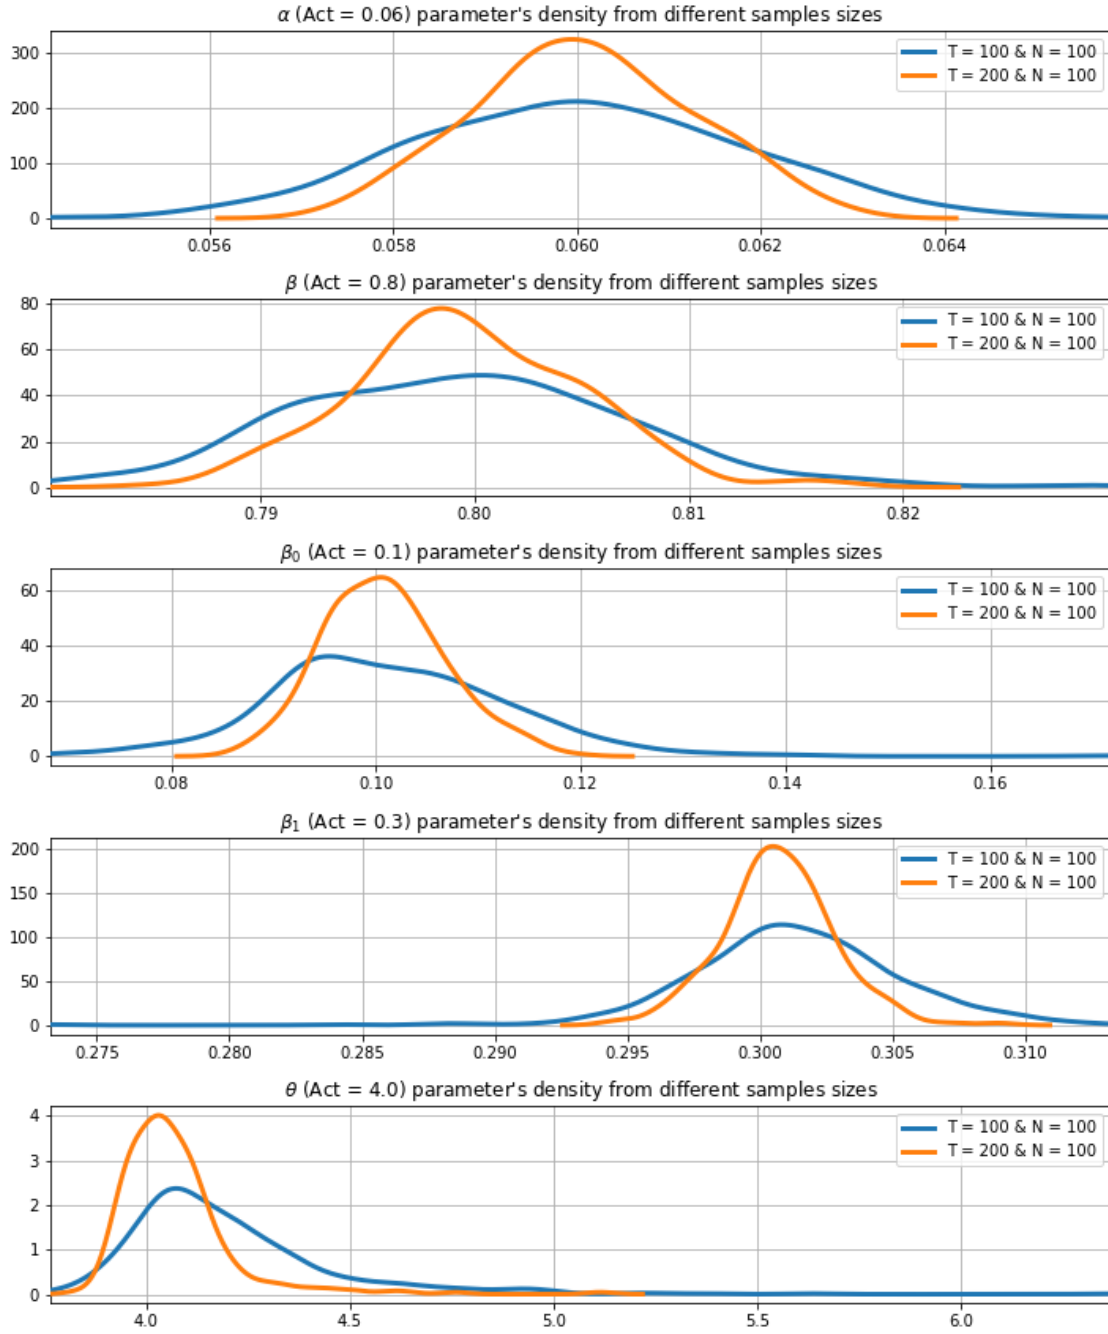 α (Act = 0.06) parameter's density from different samples sizes
300
200
100
0
T = 100 & N = 100
T = 200 & N = 100
0.056 0.058 0.060 0.062 0.064
β (Act = 0.8) parameter's density from different samples sizes
80
60
40
20
0
T = 100 & N = 100
T = 200 & N = 100
0.79 0.80 0.81 0.82
β₀ (Act = 0.1) parameter's density from different samples sizes
60
40
20
0
T = 100 & N = 100
T = 200 & N = 100
0.08 0.10 0.12 0.14 0.16
β₁ (Act = 0.3) parameter's density from different samples sizes
200
150
100
50
0
T = 100 & N = 100
T = 200 & N = 100
0.275 0.280 0.285 0.290 0.295 0.300 0.305 0.310
θ (Act = 4.0) parameter's density from different samples sizes
4
3
2
1
0
T = 100 & N = 100
T = 200 & N = 100
4.0 4.5 5.0 5.5 6.0